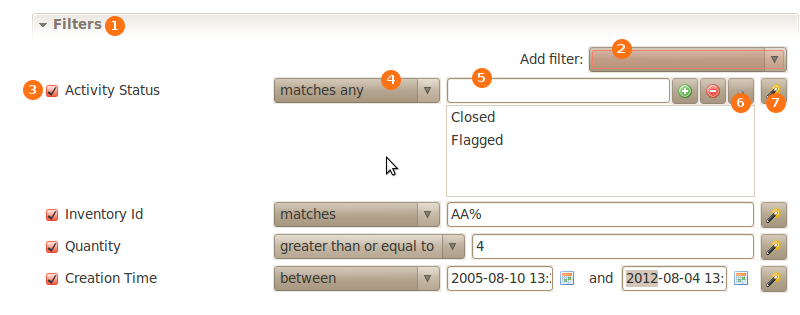 Filters 1
Add filter: 2
3 Activity Status matches any 4 5 6 7
Closed
Flagged
Inventory Id matches AA%
Quantity greater than or equal to 4
Creation Time between 2005-08-10 13: and 2012-08-04 13: